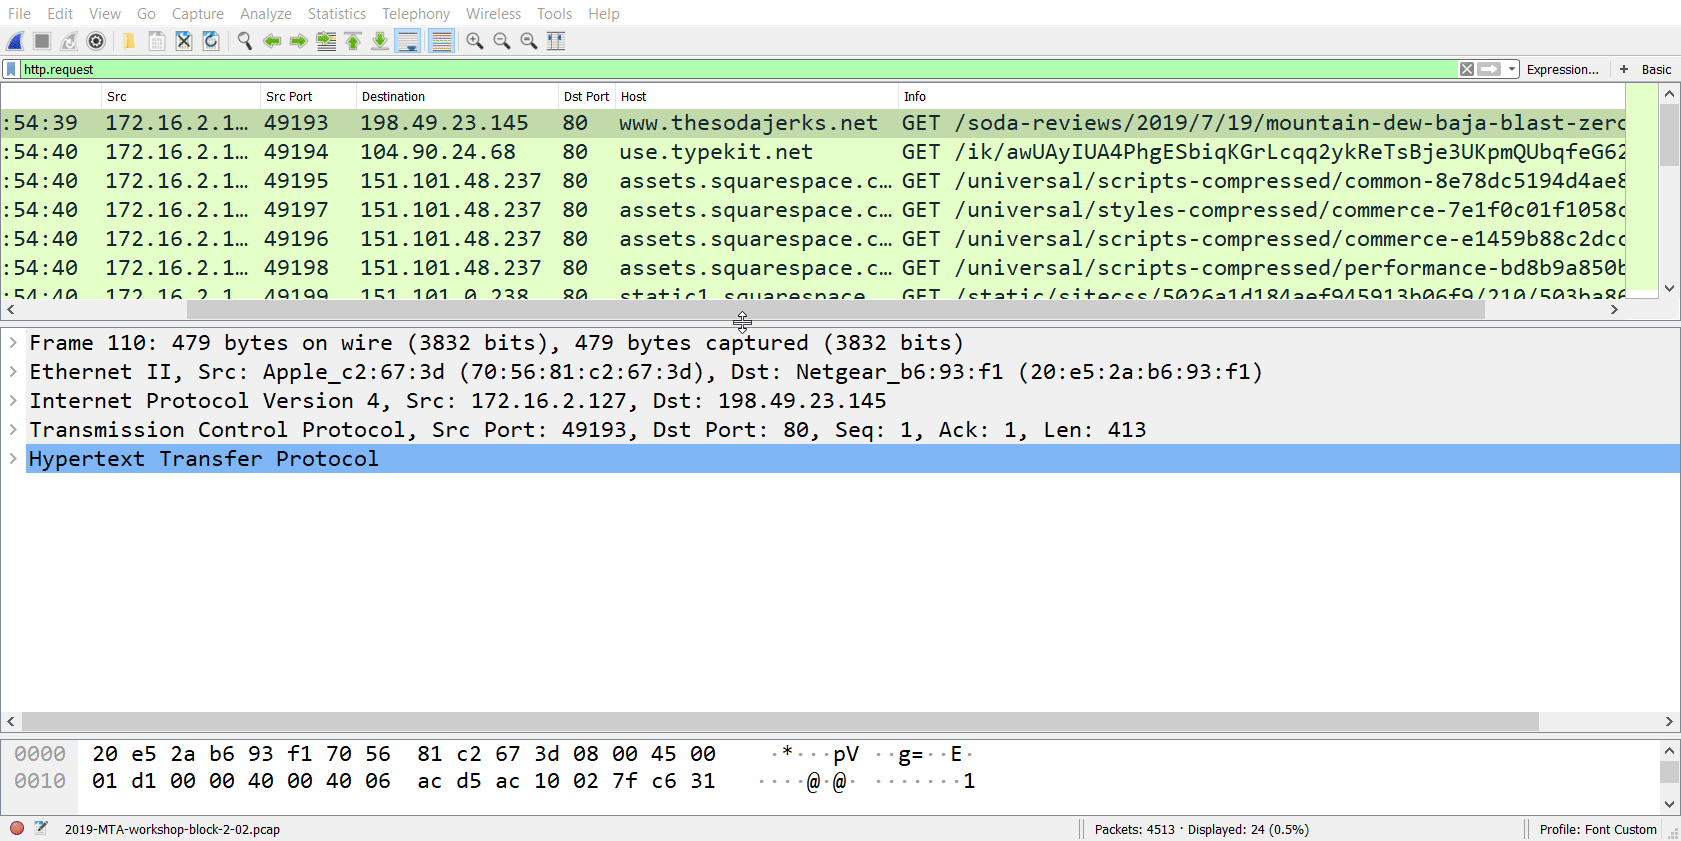 File Edit View Go Capture Analyze Statistics Telephony Wireless Tools Help
http.request Expression... + Basic
Src Src Port Destination Dst Port Host Info
:54:39 172.16.2.1… 49193 198.49.23.145 80 www.thesodajerks.net GET /soda-reviews/2019/7/19/mountain-dew-baja-blast-zero
:54:40 172.16.2.1… 49194 104.90.24.68 80 use.typekit.net GET /ik/awUAyIUA4PhgESbiqKGrLcqq2ykReTsBje3UKpmQUbqfeG62
:54:40 172.16.2.1… 49195 151.101.48.237 80 assets.squarespace.c… GET /universal/scripts-compressed/common-8e78dc5194d4ae8
:54:40 172.16.2.1… 49197 151.101.48.237 80 assets.squarespace.c… GET /universal/styles-compressed/commerce-7e1f0c01f1058c
:54:40 172.16.2.1… 49196 151.101.48.237 80 assets.squarespace.c… GET /universal/scripts-compressed/commerce-e1459b88c2dcc
:54:40 172.16.2.1… 49198 151.101.48.237 80 assets.squarespace.c… GET /universal/scripts-compressed/performance-bd8b9a850b
:54:40 172.16.2.1… 49199 151.101.0.238 80 static1.squarespace… GET /static/sitecss/5026a1d184aef945913b06f9/210/503ba86
Frame 110: 479 bytes on wire (3832 bits), 479 bytes captured (3832 bits)
Ethernet II, Src: Apple_c2:67:3d (70:56:81:c2:67:3d), Dst: Netgear_b6:93:f1 (20:e5:2a:b6:93:f1)
Internet Protocol Version 4, Src: 172.16.2.127, Dst: 198.49.23.145
Transmission Control Protocol, Src Port: 49193, Dst Port: 80, Seq: 1, Ack: 1, Len: 413
Hypertext Transfer Protocol
0000 20 e5 2a b6 93 f1 70 56 81 c2 67 3d 08 00 45 00 ·*···pV ··g=··E·
0010 01 d1 00 00 40 00 40 06 ac d5 ac 10 02 7f c6 31 ····@·@· ·······1
2019-MTA-workshop-block-2-02.pcap Packets: 4513 · Displayed: 24 (0.5%) Profile: Font Custom